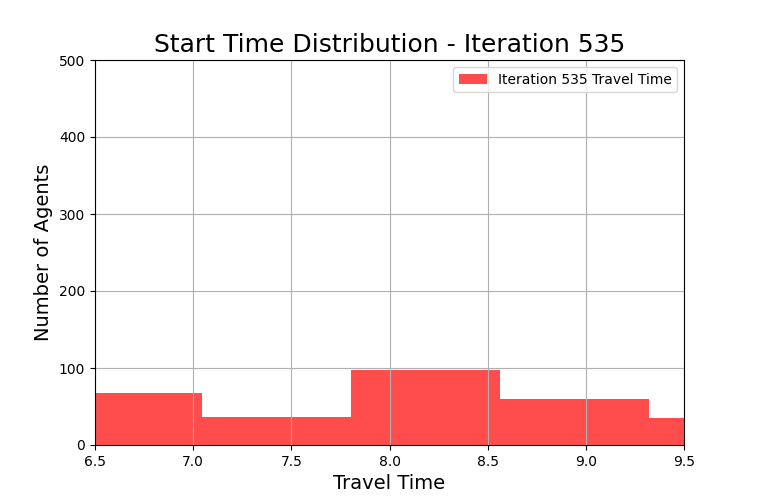 Start Time Distribution - Iteration 535
Iteration 535 Travel Time
500
400
300
200
100
0
Number of Agents
6.5 7.0 7.5 8.0 8.5 9.0 9.5
Travel Time